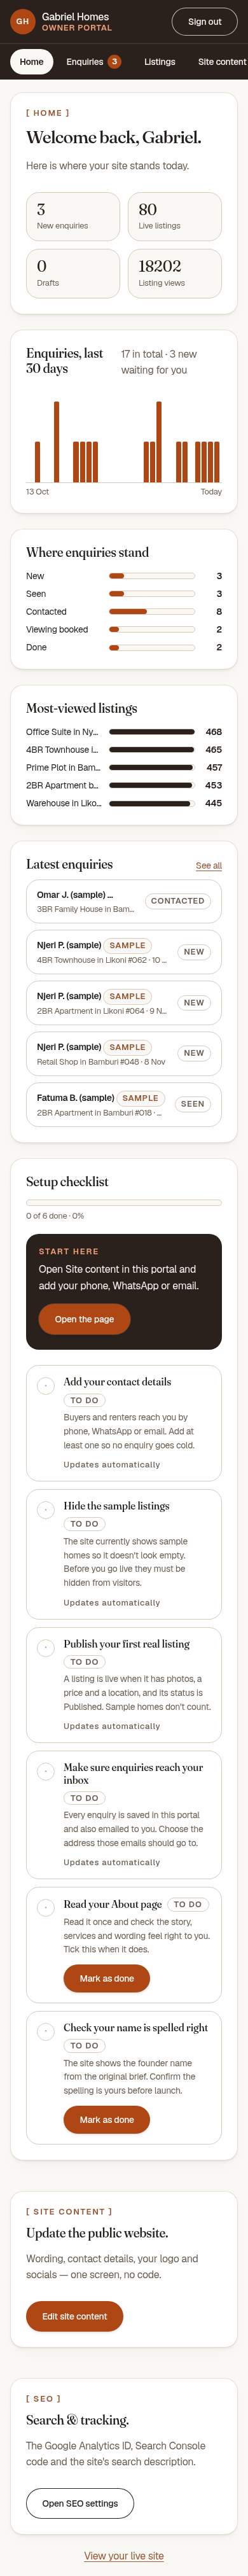 GH
Gabriel Homes
OWNER PORTAL
Sign out
Home
Enquiries 3
Listings
Site content
[ HOME ]
Welcome back, Gabriel.
Here is where your site stands today.
3
New enquiries
80
Live listings
0
Drafts
18202
Listing views
Enquiries, last
30 days
17 in total · 3 new
waiting for you
13 Oct
Today
Where enquiries stand
New 3
Seen 3
Contacted 8
Viewing booked 2
Done 2
Most-viewed listings
Office Suite in Ny... 468
4BR Townhouse i... 465
Prime Plot in Bam... 457
2BR Apartment b... 453
Warehouse in Liko... 445
Latest enquiries
See all
Omar J. (sample) ...
3BR Family House in Bam...
CONTACTED
Njeri P. (sample) SAMPLE
4BR Townhouse in Likoni #062 · 10 ...
NEW
Njeri P. (sample) SAMPLE
2BR Apartment in Likoni #064 · 9 N...
NEW
Njeri P. (sample) SAMPLE
Retail Shop in Bamburi #048 · 8 Nov
NEW
Fatuma B. (sample) SAMPLE
2BR Apartment in Bamburi #018 · ...
SEEN
Setup checklist
0 of 6 done · 0%
START HERE
Open Site content in this portal and
add your phone, WhatsApp or email.
Open the page
Add your contact details
TO DO
Buyers and renters reach you by
phone, WhatsApp or email. Add at
least one so no enquiry goes cold.
Updates automatically
Hide the sample listings
TO DO
The site currently shows sample
homes so it doesn't look empty.
Before you go live they must be
hidden from visitors.
Updates automatically
Publish your first real listing
TO DO
A listing is live when it has photos, a
price and a location, and its status is
Published. Sample homes don't count.
Updates automatically
Make sure enquiries reach your
inbox
TO DO
Every enquiry is saved in this portal
and also emailed to you. Choose the
address those emails should go to.
Updates automatically
Read your About page TO DO
Read it once and check the story,
services and wording feel right to you.
Tick this when it does.
Mark as done
Check your name is spelled right
TO DO
The site shows the founder name
from the original brief. Confirm the
spelling is yours before launch.
Mark as done
[ SITE CONTENT ]
Update the public website.
Wording, contact details, your logo and
socials — one screen, no code.
Edit site content
[ SEO ]
Search & tracking.
The Google Analytics ID, Search Console
code and the site's search description.
Open SEO settings
View your live site